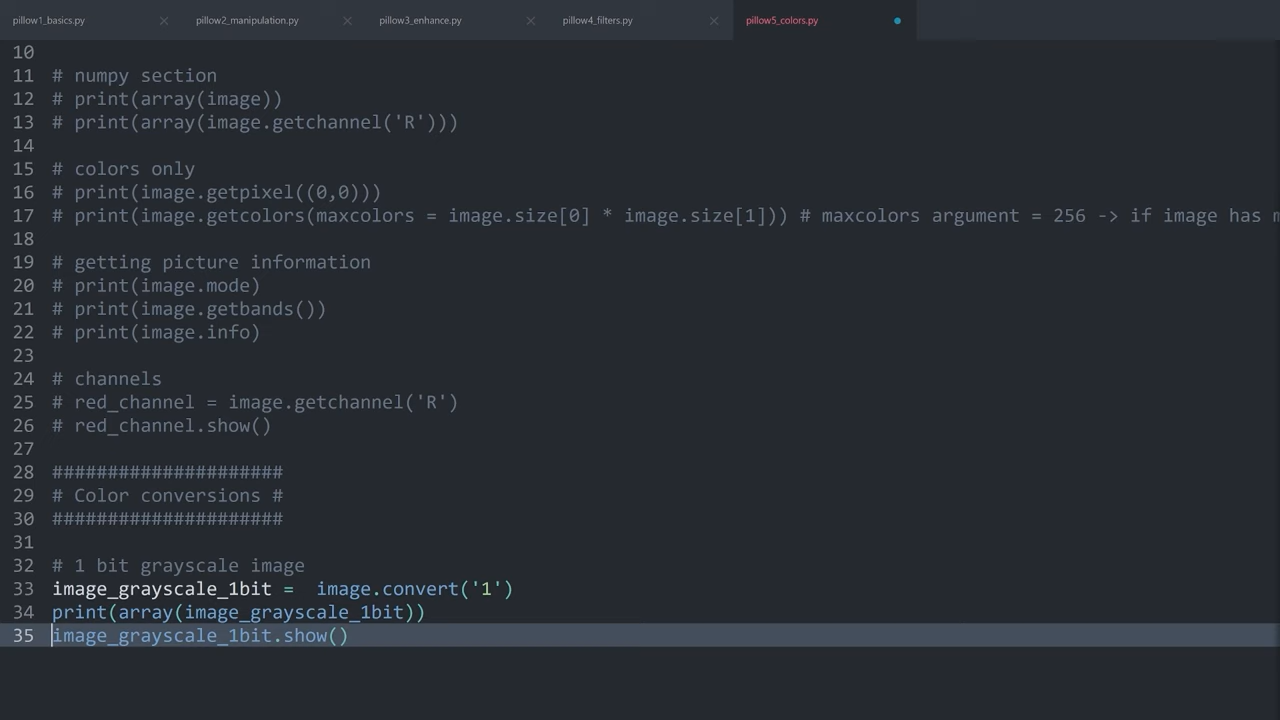 pillow1_basics.py pillow2_manipulation.py pillow3_enhance.py pillow4_filters.py pillow5_colors.py
10
11 # numpy section
12 # print(array(image))
13 # print(array(image.getchannel('R')))
14
15 # colors only
16 # print(image.getpixel((0,0)))
17 # print(image.getcolors(maxcolors = image.size[0] * image.size[1])) # maxcolors argument = 256 -> if image has m
18
19 # getting picture information
20 # print(image.mode)
21 # print(image.getbands())
22 # print(image.info)
23
24 # channels
25 # red_channel = image.getchannel('R')
26 # red_channel.show()
27
28 #####################
29 # Color conversions #
30 #####################
31
32 # 1 bit grayscale image
33 image_grayscale_1bit =  image.convert('1')
34 print(array(image_grayscale_1bit))
35 image_grayscale_1bit.show()